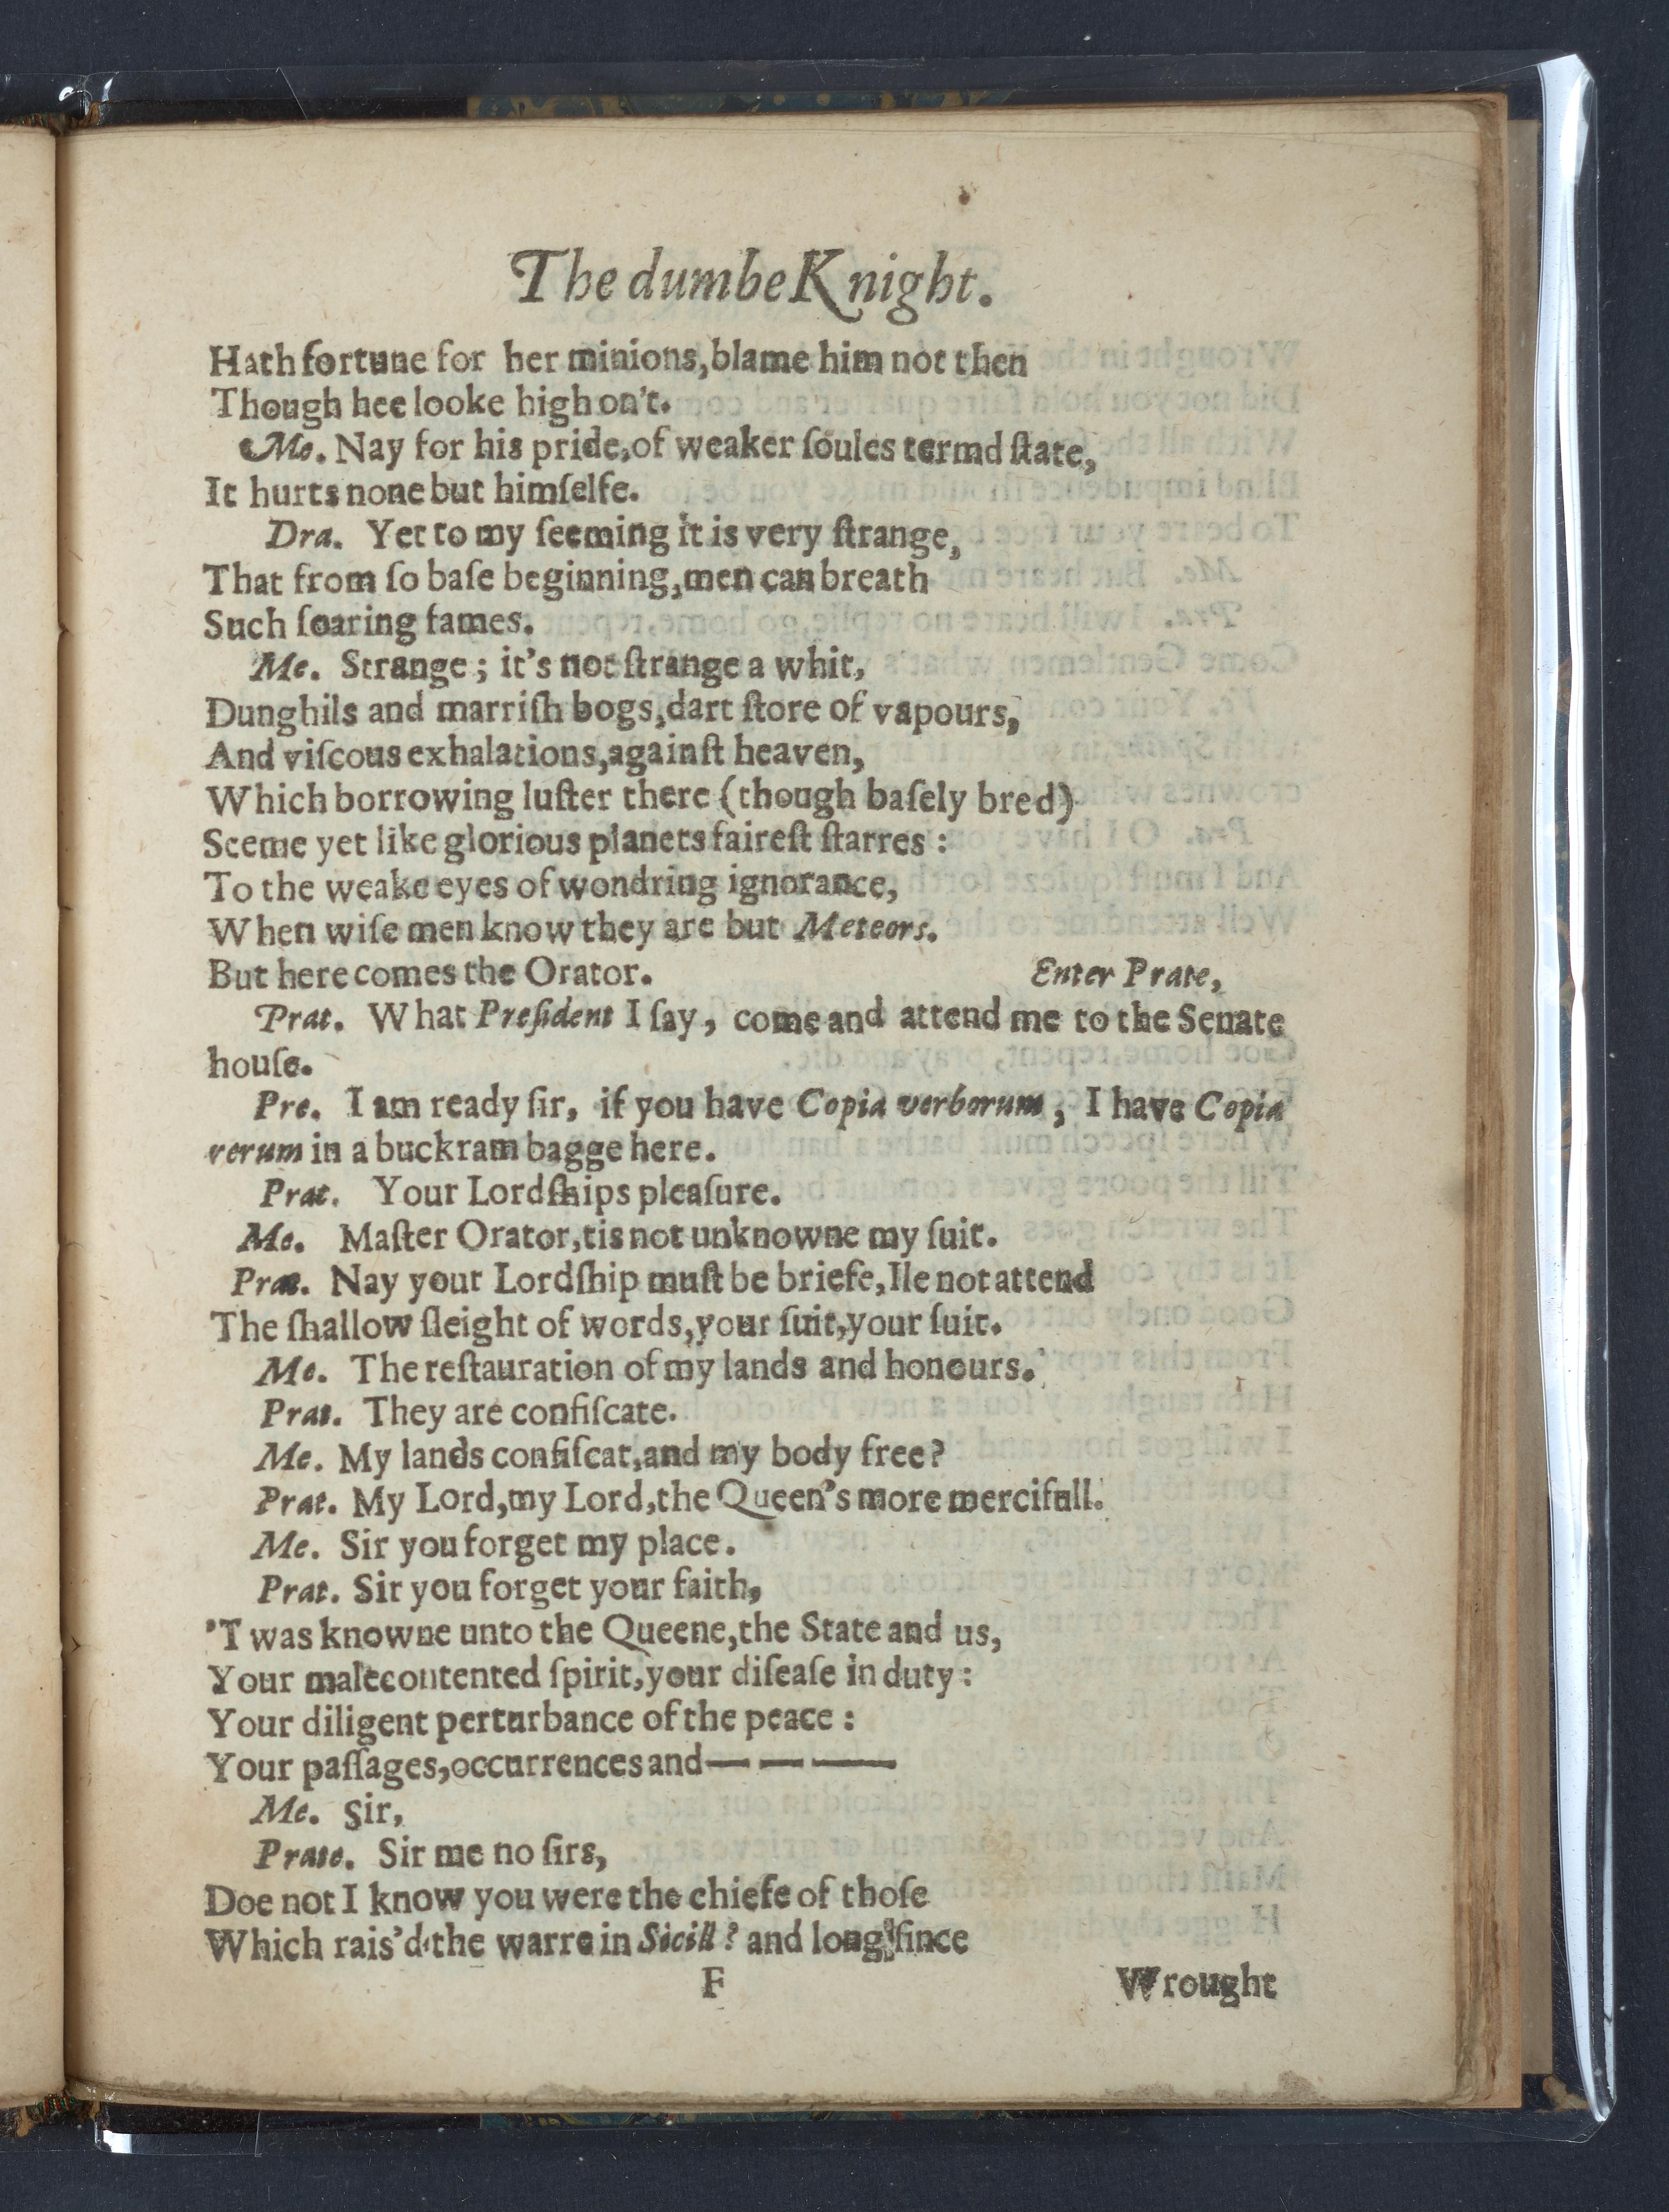 The dumbe Knight.
Hath fortune for her minions, blame him not then
Though hee looke high on't.
Me. Nay for his pride, of weaker ſoules termd ſtate,
It hurts none but himſelfe.
Dra. Yet to my ſeeming it is very ſtrange,
That from ſo baſe beginning, men can breath
Such ſoaring fames.
Me. Strange; it's not ſtrange a whit,
Dunghils and marriſh bogs, dart ſtore of vapours,
And viſcous exhalations, againſt heaven,
Which borrowing luſter there (though baſely bred)
Seeme yet like glorious planets faireſt ſtarres:
To the weake eyes of wondring ignorance,
When wiſe men know they are but Meteors.
But here comes the Orator. Enter Prate,
Prat. What Preſident I ſay, come and attend me to the Senate
houſe.
Pre. I am ready ſir, if you have Copia verborum, I have Copia
rerum in a buckram bagge here.
Prat. Your Lordſhips pleaſure.
Me. Maſter Orator, tis not unknowne my ſuit.
Prat. Nay your Lordſhip muſt be briefe, Ile not attend
The ſhallow ſleight of words, your ſuit, your ſuit.
Me. The reſtauration of my lands and honours.
Prat. They are confiſcate.
Me. My lands confiſcat, and my body free?
Prat. My Lord, my Lord, the Queen's more mercifull.
Me. Sir you forget my place.
Prat. Sir you forget your faith,
'Twas knowne unto the Queene, the State and us,
Your malecontented ſpirit, your diſeaſe in duty:
Your diligent perturbance of the peace:
Your paſſages, occurrences and— — —
Me. Sir,
Prate. Sir me no ſirs,
Doe not I know you were the chiefe of thoſe
Which rais'd the warre in Sicill? and long ſince
F Wrought